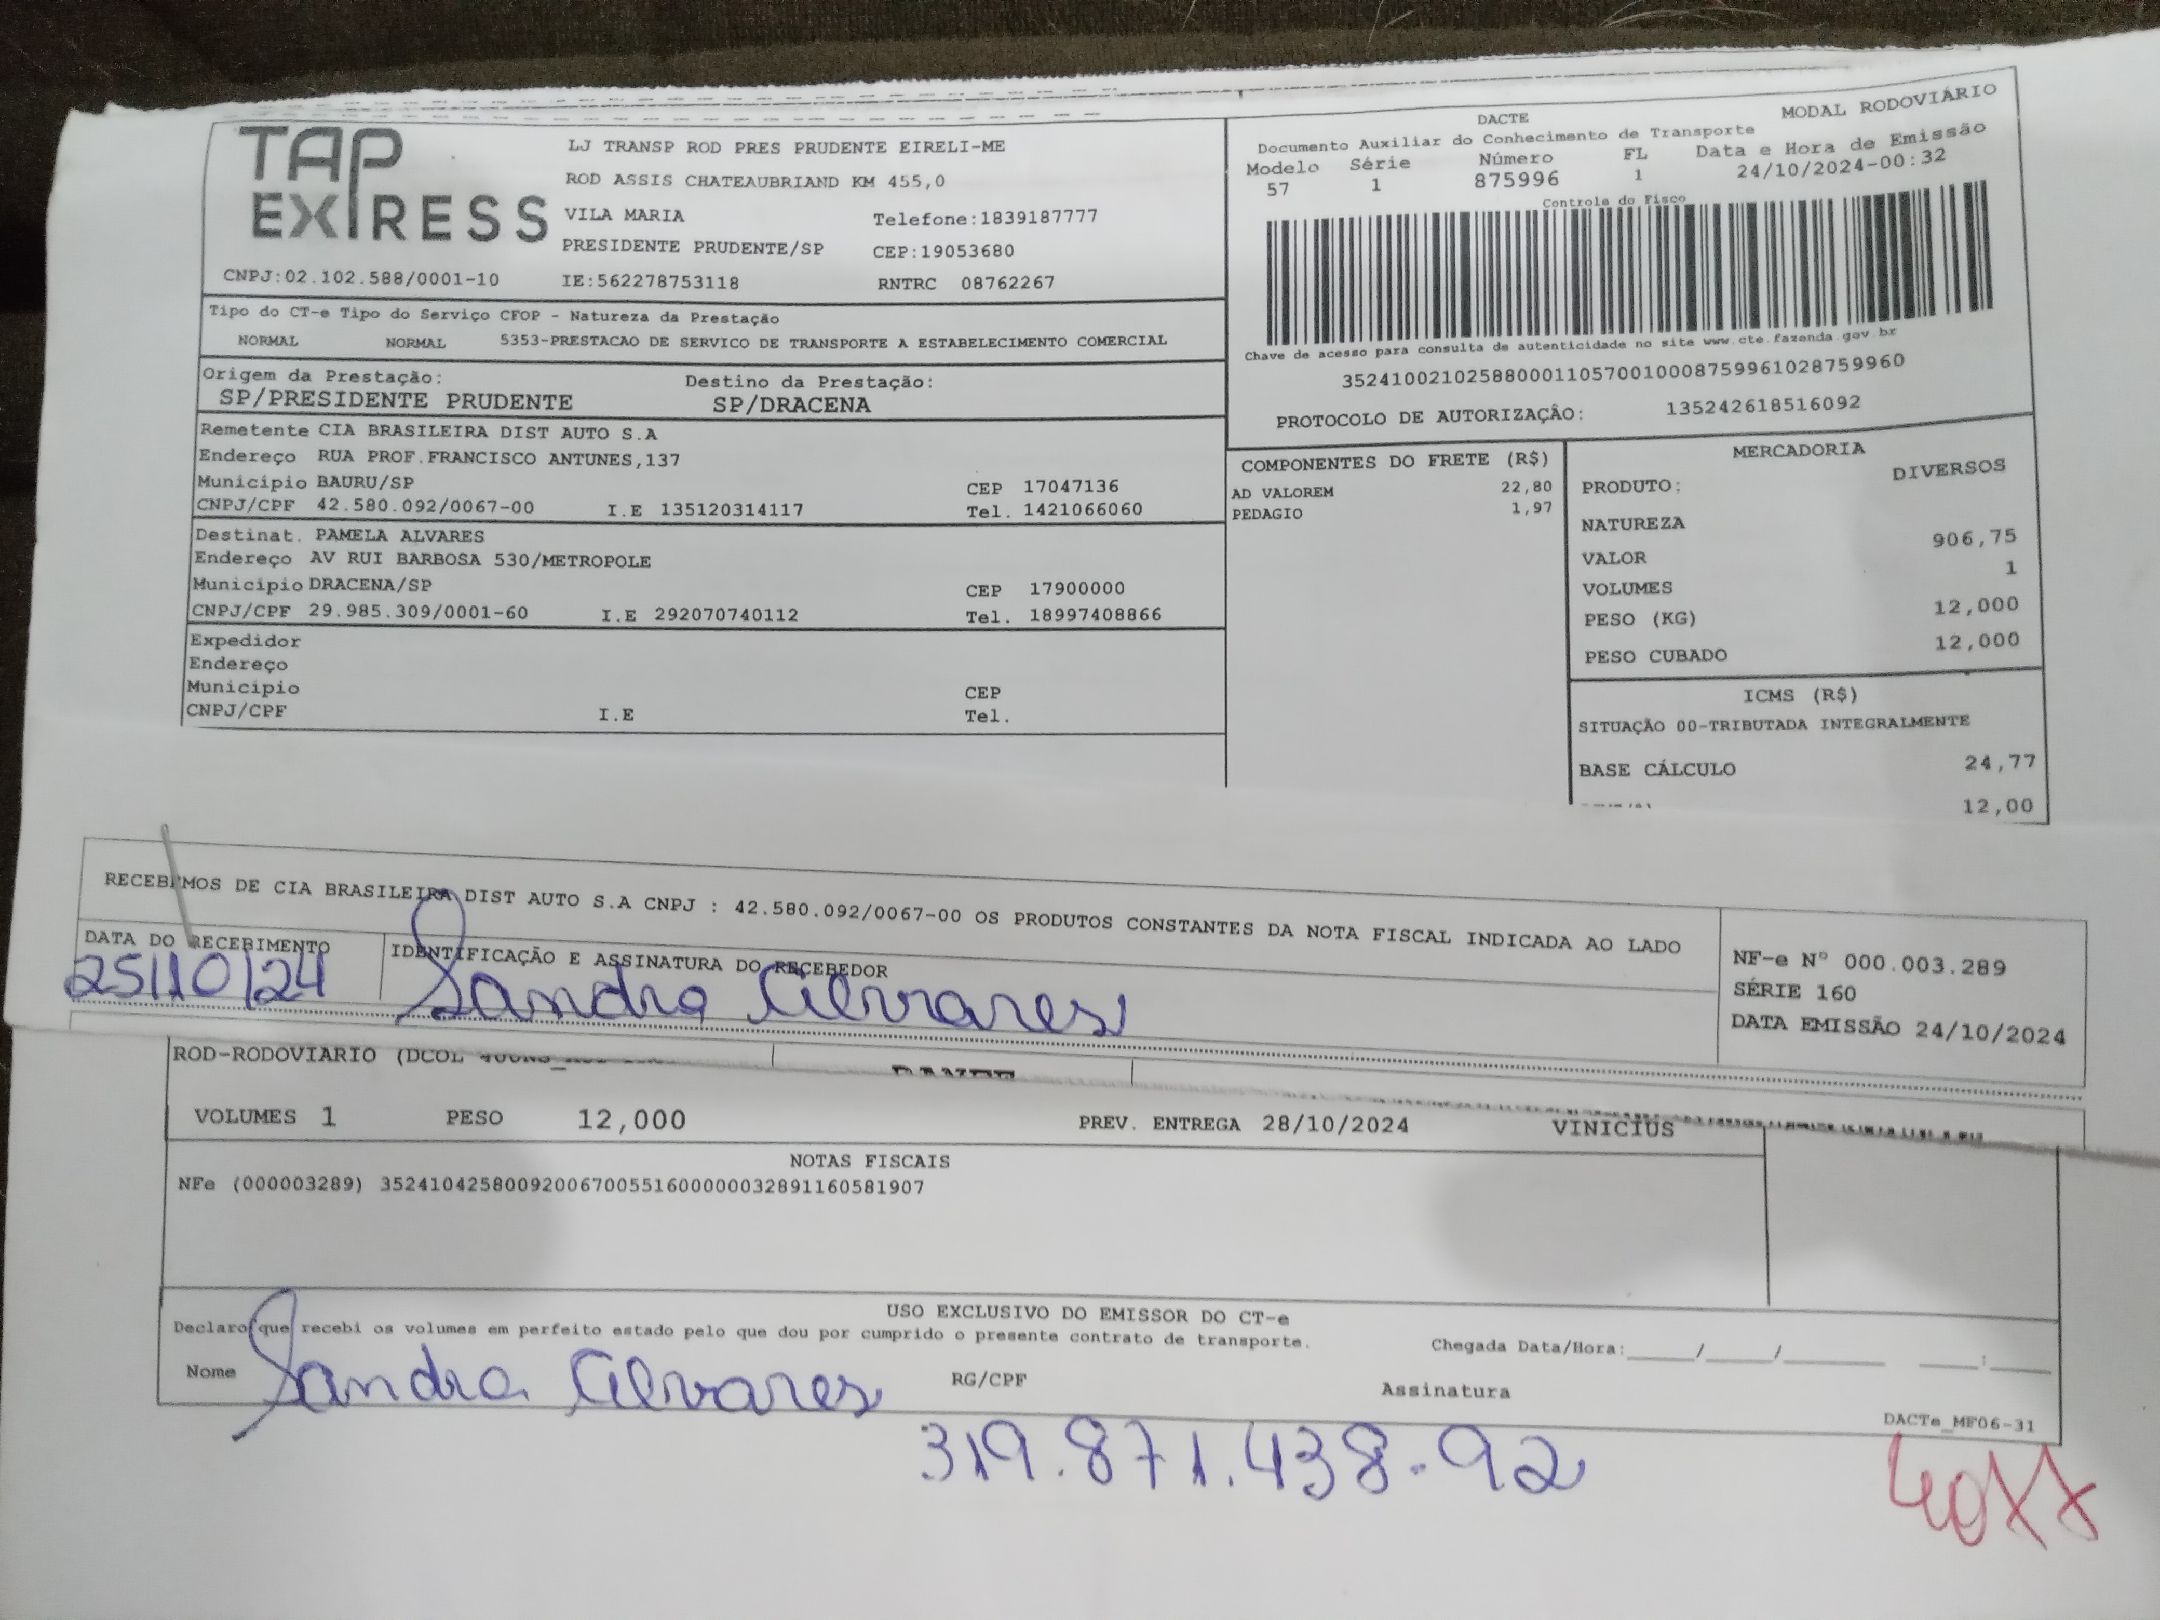 TAP EXPRESS
LJ TRANSP ROD PRES PRUDENTE EIRELI-ME
ROD ASSIS CHATEAUBRIAND KM 455,0
VILA MARIA Telefone:1839187777
PRESIDENTE PRUDENTE/SP CEP:19053680
CNPJ:02.102.588/0001-10 IE:562278753118 RNTRC 08762267
Tipo do CT-e Tipo do Serviço CFOP - Natureza da Prestação
NORMAL NORMAL 5353-PRESTACAO DE SERVICO DE TRANSPORTE A ESTABELECIMENTO COMERCIAL
Origem da Prestação: Destino da Prestação:
SP/PRESIDENTE PRUDENTE SP/DRACENA
Remetente CIA BRASILEIRA DIST AUTO S.A
Endereço RUA PROF.FRANCISCO ANTUNES,137
Municipio BAURU/SP CEP 17047136
CNPJ/CPF 42.580.092/0067-00 I.E 135120314117 Tel. 1421066060
Destinat. PAMELA ALVARES
Endereço AV RUI BARBOSA 530/METROPOLE
Municipio DRACENA/SP CEP 17900000
CNPJ/CPF 29.985.309/0001-60 I.E 292070740112 Tel. 18997408866
Expedidor
Endereço
Municipio CEP
CNPJ/CPF I.E Tel.
DACTE MODAL RODOVIÁRIO
Documento Auxiliar do Conhecimento de Transporte
Modelo Série Número FL Data e Hora de Emissão
57 1 875996 1 24/10/2024-00:32
Controle do Fisco
Chave de acesso para consulta de autenticidade no site www.cte.fazenda.gov.br
35241002102588000110570010008759961028759960
PROTOCOLO DE AUTORIZAÇÃO: 135242618516092
COMPONENTES DO FRETE (R$)
AD VALOREM 22,80
PEDAGIO 1,97
MERCADORIA
PRODUTO: DIVERSOS
NATUREZA
VALOR 906,75
VOLUMES 1
PESO (KG) 12,000
PESO CUBADO 12,000
ICMS (R$)
SITUAÇÃO 00-TRIBUTADA INTEGRALMENTE
BASE CÁLCULO 24,77
12,00
RECEBEMOS DE CIA BRASILEIRA DIST AUTO S.A CNPJ : 42.580.092/0067-00 OS PRODUTOS CONSTANTES DA NOTA FISCAL INDICADA AO LADO
DATA DO RECEBIMENTO IDENTIFICAÇÃO E ASSINATURA DO RECEBEDOR
25/10/24 Sandra Alvares
NF-e Nº 000.003.289
SÉRIE 160
DATA EMISSÃO 24/10/2024
ROD-RODOVIARIO (DCOL
VOLUMES 1 PESO 12,000 PREV. ENTREGA 28/10/2024 VINICIUS
NOTAS FISCAIS
NFe (000003289) 35241042580092006700551600000032891160581907
USO EXCLUSIVO DO EMISSOR DO CT-e
Declaro que recebi os volumes em perfeito estado pelo que dou por cumprido o presente contrato de transporte.
Chegada Data/Hora:_____/_____/_______ ____:____
Nome Sandra Alvares RG/CPF Assinatura
319.871.438-92
DACTe_MF06-31